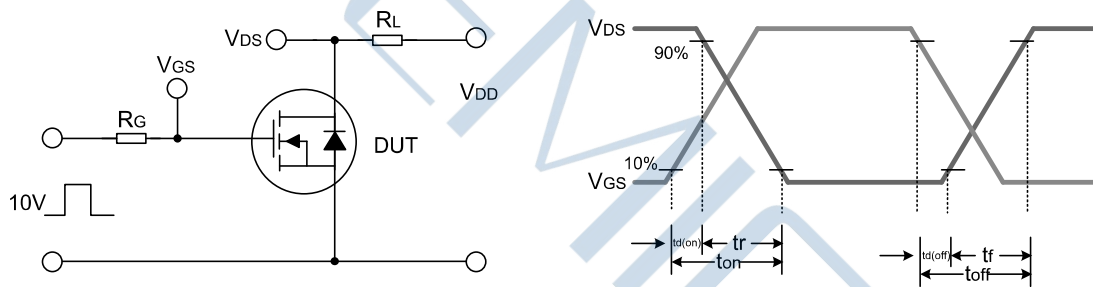 RL
VDS
VGS
VDD
RG
DUT
10V
VDS
90%
10%
VGS
td(on)
tr
ton
td(off)
tf
toff